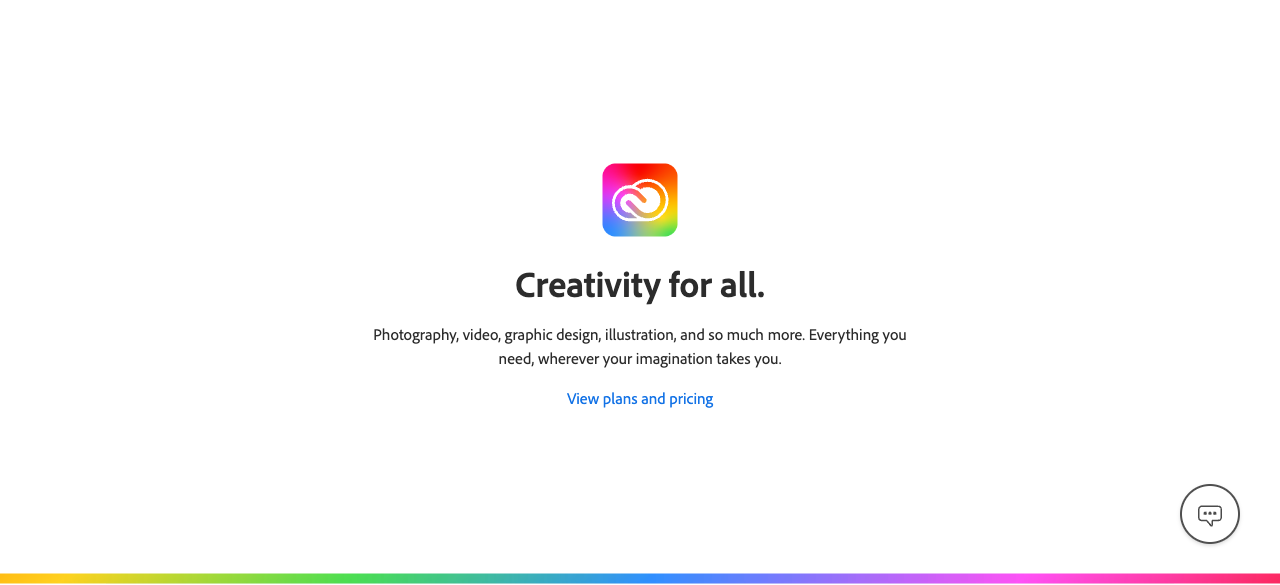 Creativity for all.
Photography, video, graphic design, illustration, and so much more. Everything you
need, wherever your imagination takes you.
View plans and pricing